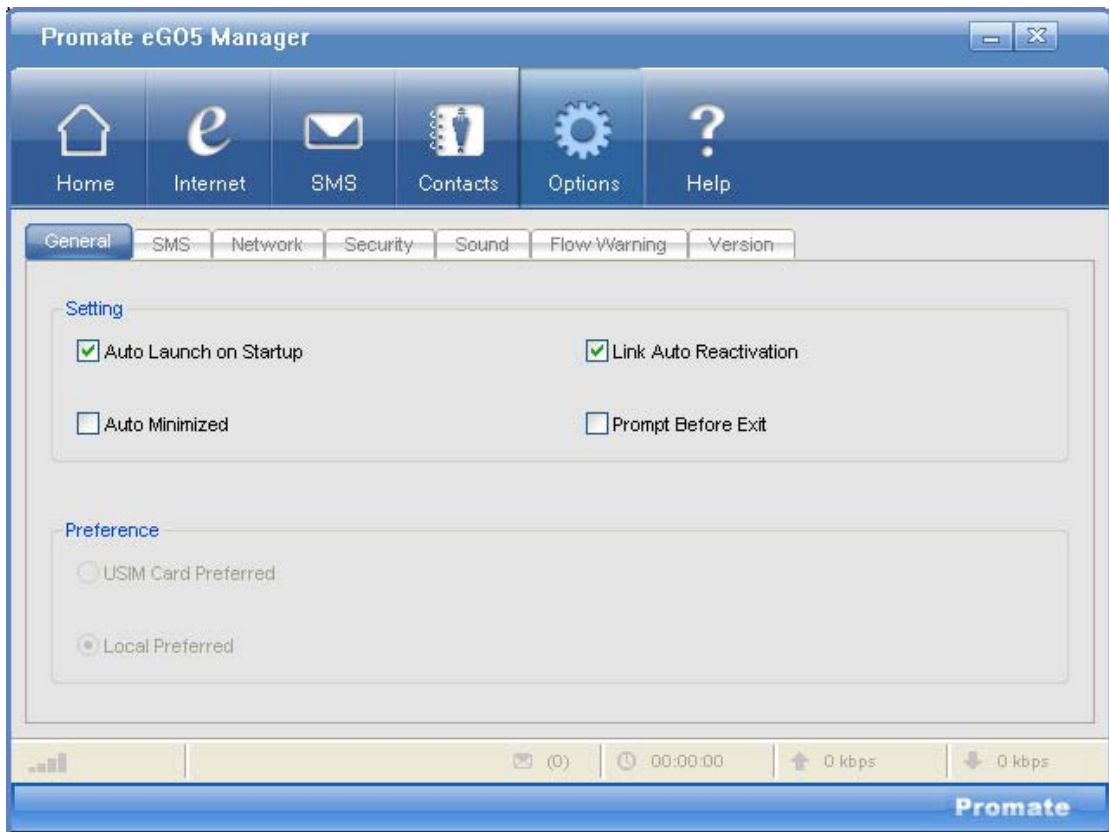 Promate eGO5 Manager
Home Internet SMS Contacts Options Help
General SMS Network Security Sound Flow Warning Version
Setting
Auto Launch on Startup Link Auto Reactivation
Auto Minimized Prompt Before Exit
Preference
USIM Card Preferred
Local Preferred
(0) 00:00:00 0 kbps 0 kbps
Promate